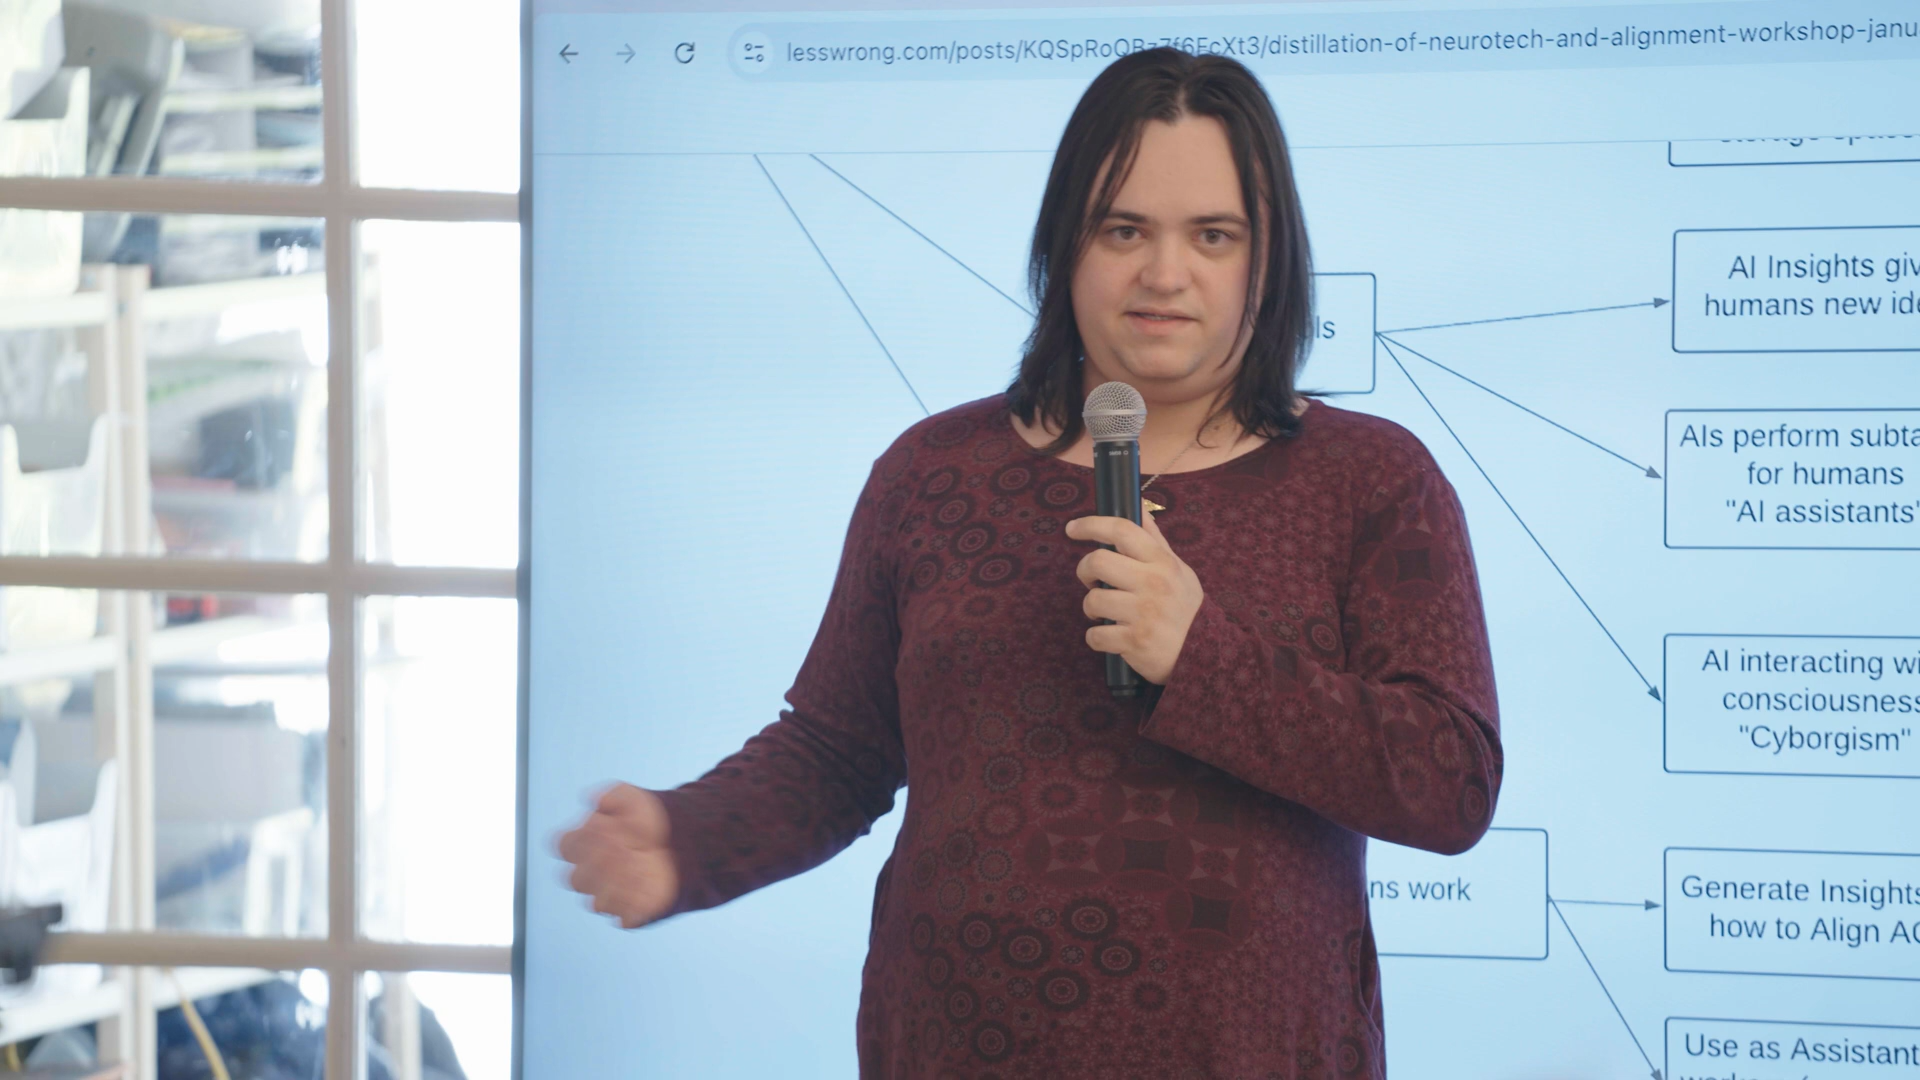 lesswrong.com/posts/KQSpRoQBz7f6FcXt3/distillation-of-neurotech-and-alignment-workshop-janu
AI Insights giv
humans new ide
ls
AIs perform subta
for humans
"AI assistants"
AI interacting wi
consciousness
"Cyborgism"
ns work
Generate Insights
how to Align AG
Use as Assistant